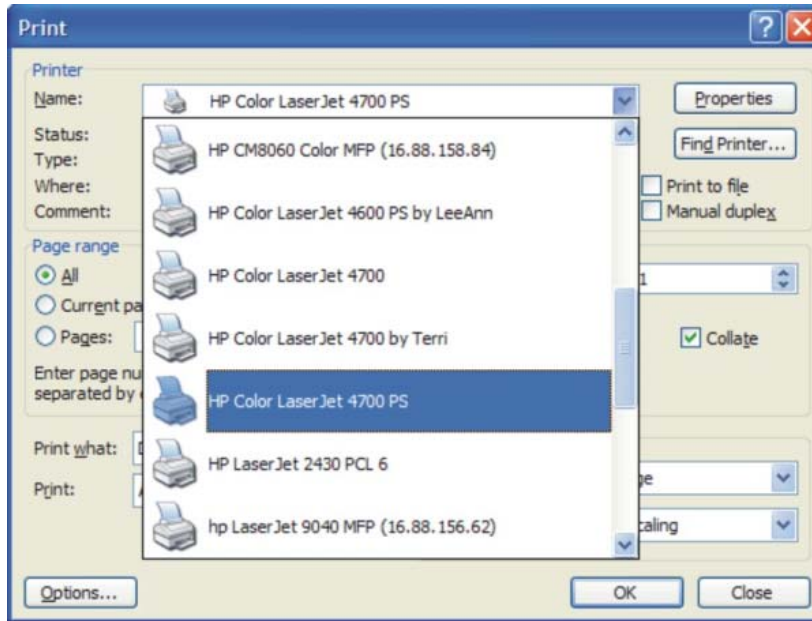 Print
Printer
Name: HP Color LaserJet 4700 PS Properties
Status: HP CM8060 Color MFP (16.88.158.84) Find Printer...
Type:
Where: Print to file
Comment: HP Color LaserJet 4600 PS by LeeAnn Manual duplex
Page range
All HP Color LaserJet 4700 1
Current pa
Pages: HP Color LaserJet 4700 by Terri Collate
Enter page nu
separated by HP Color LaserJet 4700 PS
Print what: HP LaserJet 2430 PCL 6
Print: ge
hp LaserJet 9040 MFP (16.88.156.62) caling
Options... OK Close